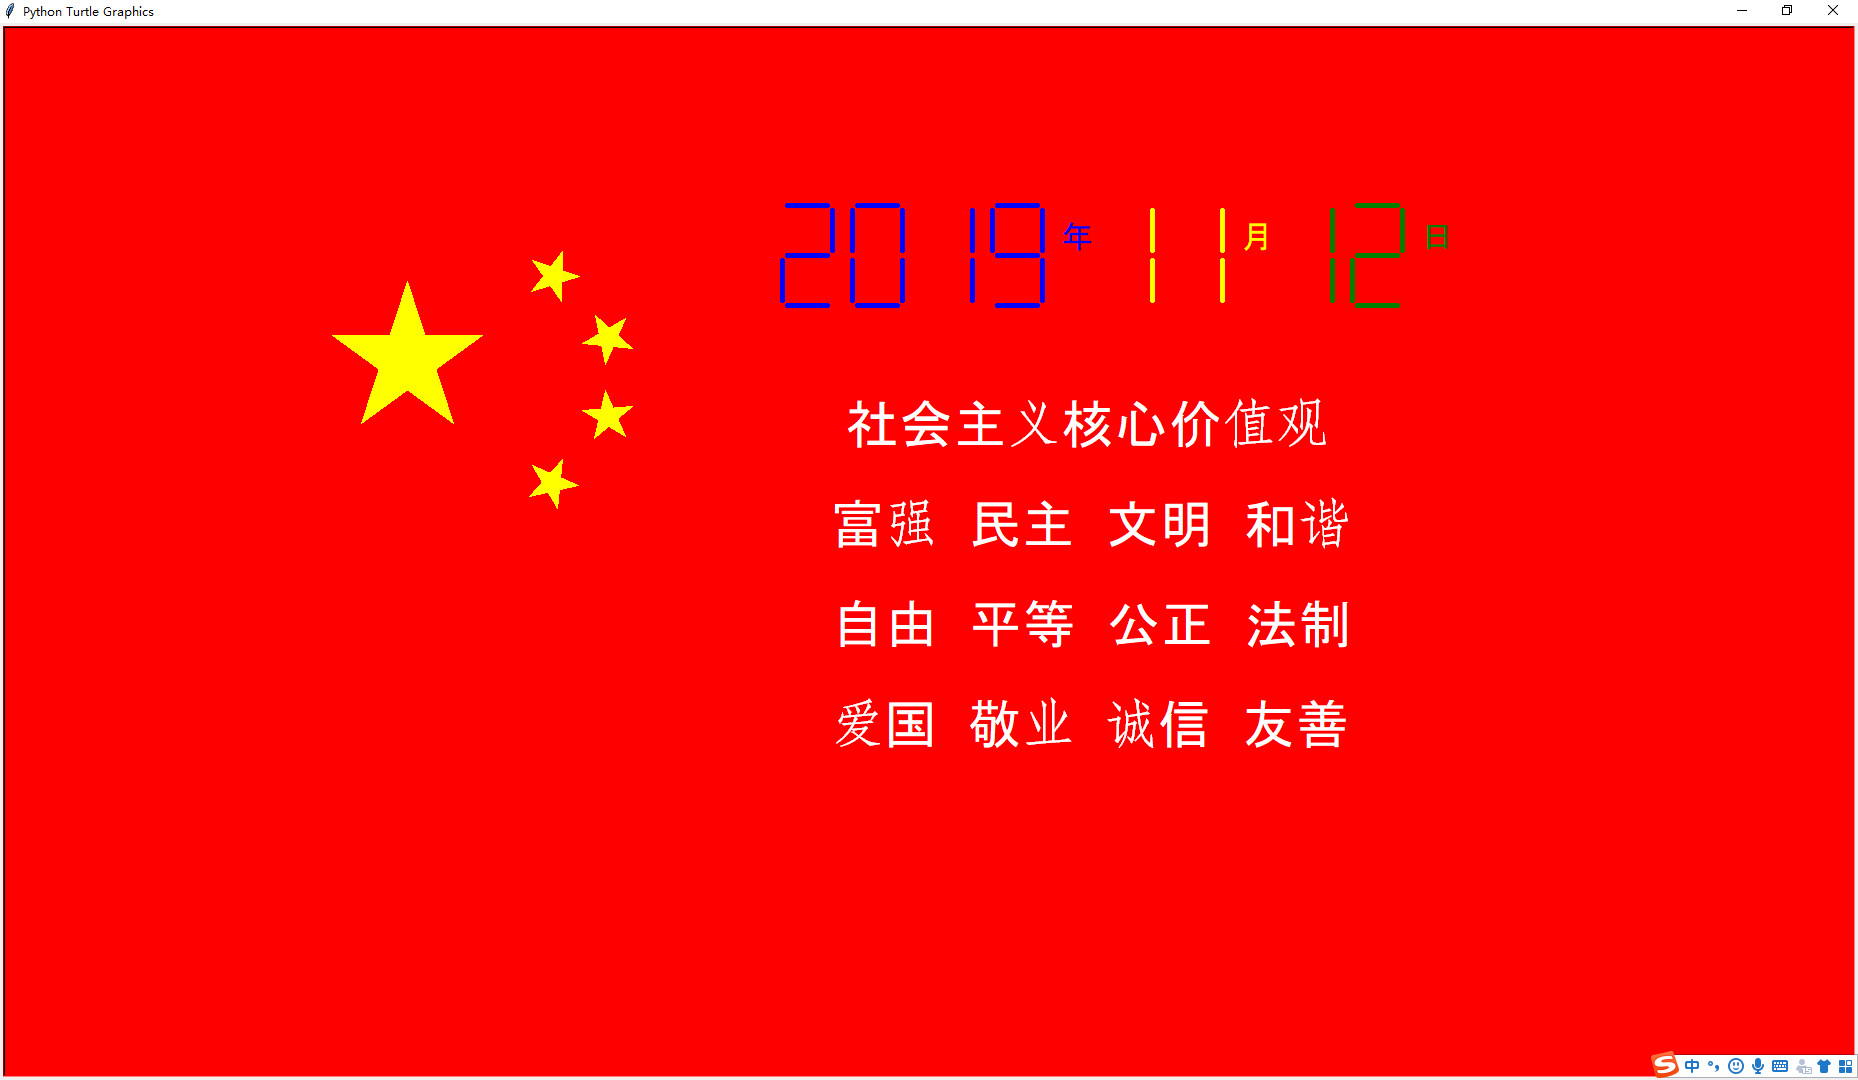 Python Turtle Graphics
2019年 11月 12日
社会主义核心价值观
富强 民主 文明 和谐
自由 平等 公正 法制
爱国 敬业 诚信 友善
中